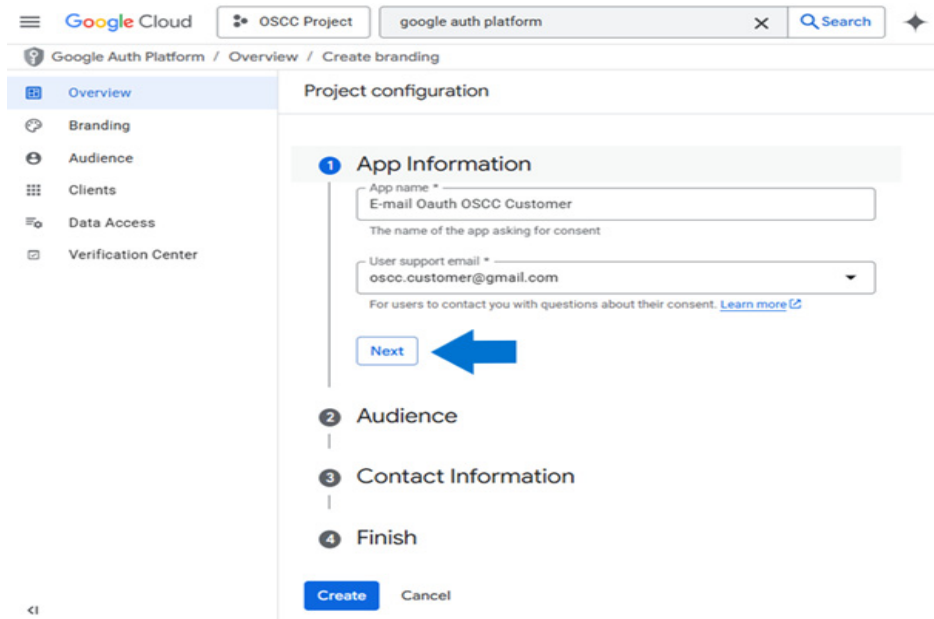 Google Cloud
OSCC Project
google auth platform
Search
Google Auth Platform / Overview / Create branding
Overview
Branding
Audience
Clients
Data Access
Verification Center
Project configuration
1 App Information
App name *
E-mail Oauth OSCC Customer
The name of the app asking for consent
User support email *
oscc.customer@gmail.com
For users to contact you with questions about their consent. Learn more
Next
2 Audience
3 Contact Information
4 Finish
Create Cancel